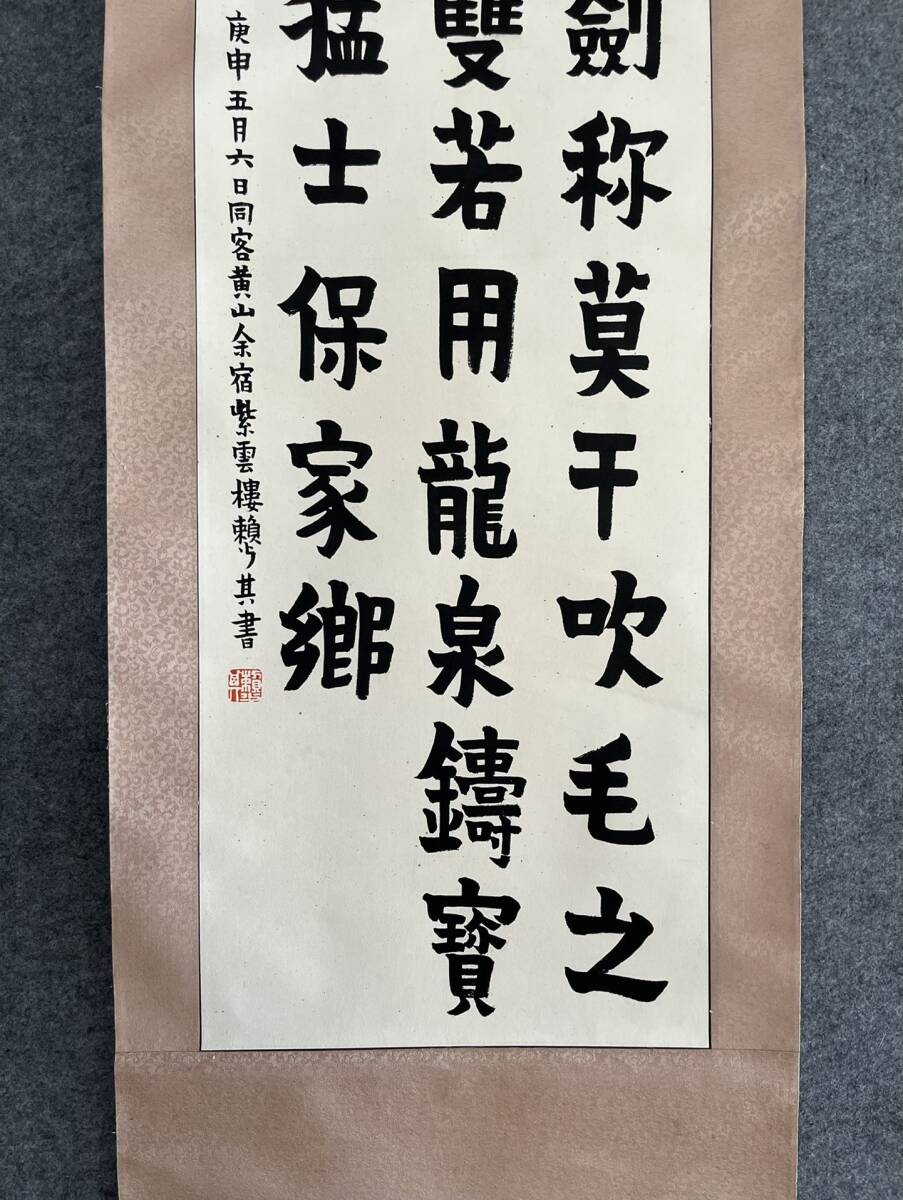 劍称莫干吹毛之
雙若用龍泉鑄寶
猛士保家鄉
庚申五月六日同客黄山余宿紫雲樓賴少其書